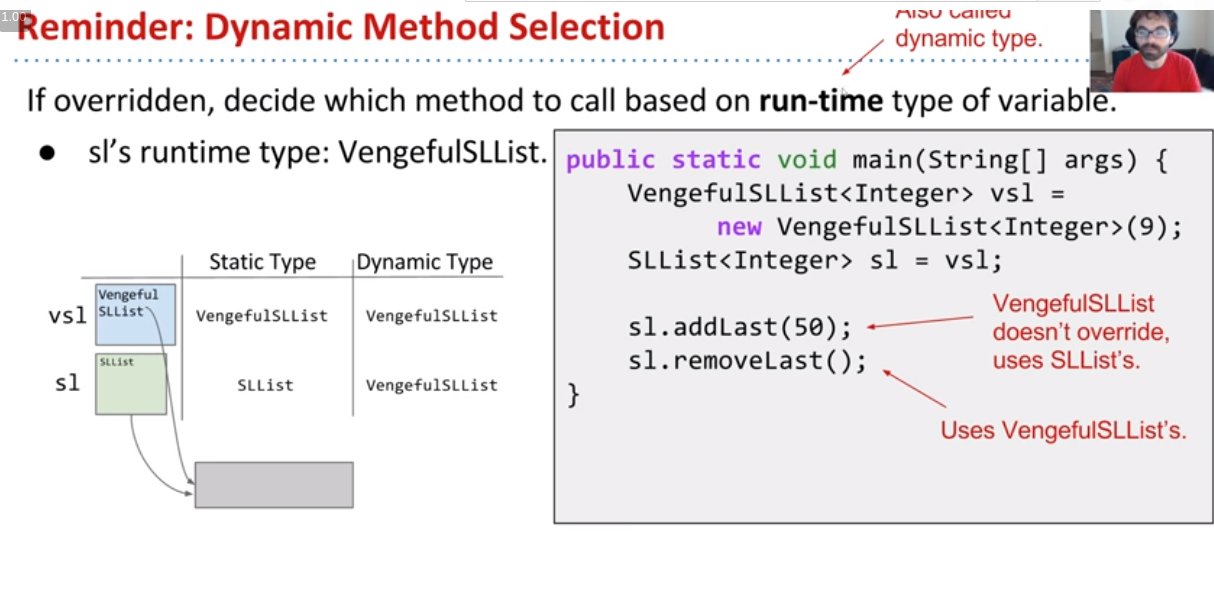 1.00
Reminder: Dynamic Method Selection
Also called
dynamic type.
If overridden, decide which method to call based on run-time type of variable.
● sl's runtime type: VengefulSLList.
public static void main(String[] args) {
VengefulSLList<Integer> vsl =
new VengefulSLList<Integer>(9);
SLList<Integer> sl = vsl;
sl.addLast(50);
sl.removeLast();
}
VengefulSLList
doesn't override,
uses SLList's.
Uses VengefulSLList's.
Static Type Dynamic Type
vsl Vengeful
SLList VengefulSLList VengefulSLList
sl SLList SLList VengefulSLList